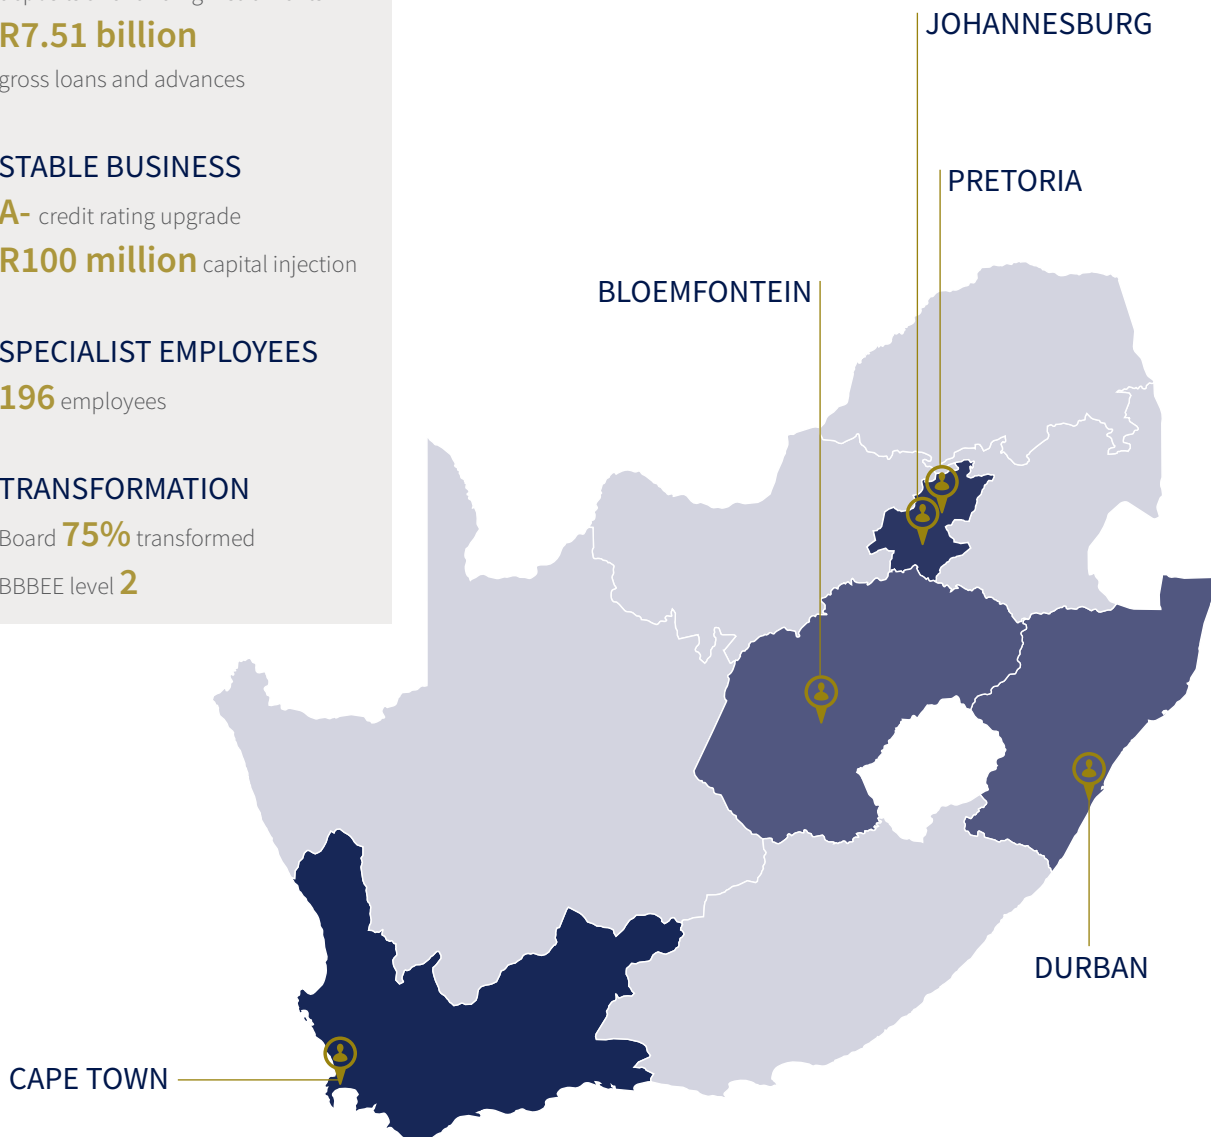 R7.51 billion
gross loans and advances
STABLE BUSINESS
A- credit rating upgrade
R100 million capital injection
SPECIALIST EMPLOYEES
196 employees
TRANSFORMATION
Board 75% transformed
BBBEE level 2
JOHANNESBURG
PRETORIA
BLOEMFONTEIN
DURBAN
CAPE TOWN